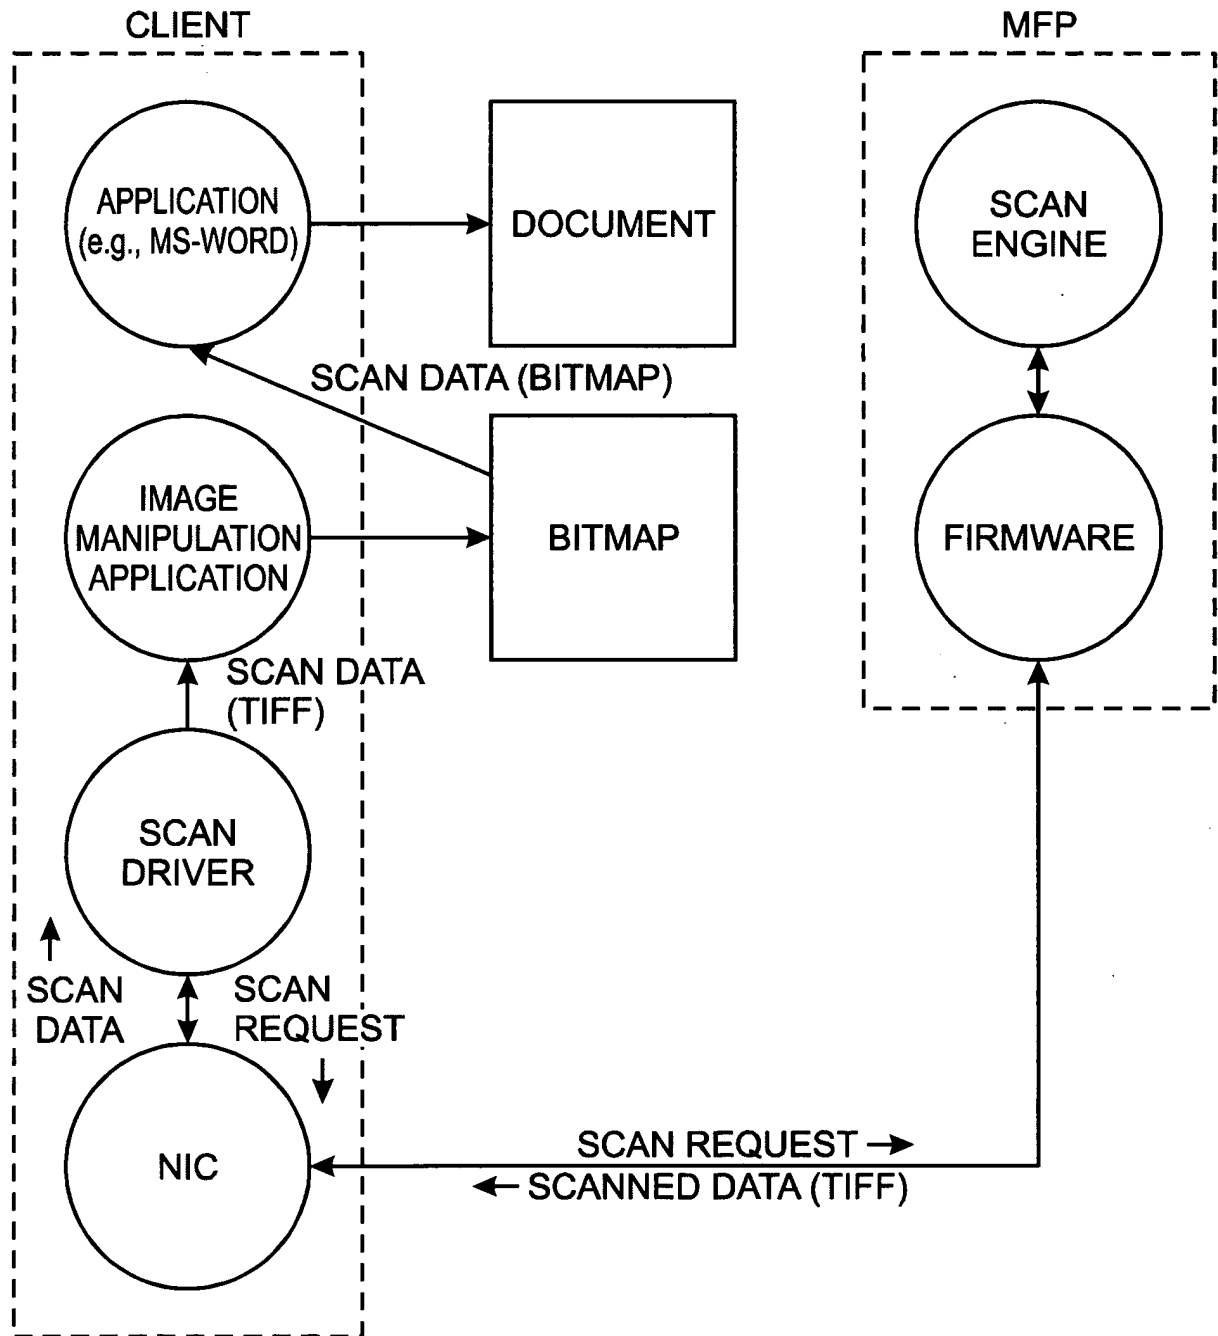 CLIENT
MFP
APPLICATION
(e.g., MS-WORD)
DOCUMENT
SCAN
ENGINE
SCAN DATA (BITMAP)
IMAGE
MANIPULATION
APPLICATION
BITMAP
FIRMWARE
SCAN DATA
(TIFF)
SCAN
DRIVER
SCAN
DATA
SCAN
REQUEST
NIC
SCAN REQUEST
SCANNED DATA (TIFF)